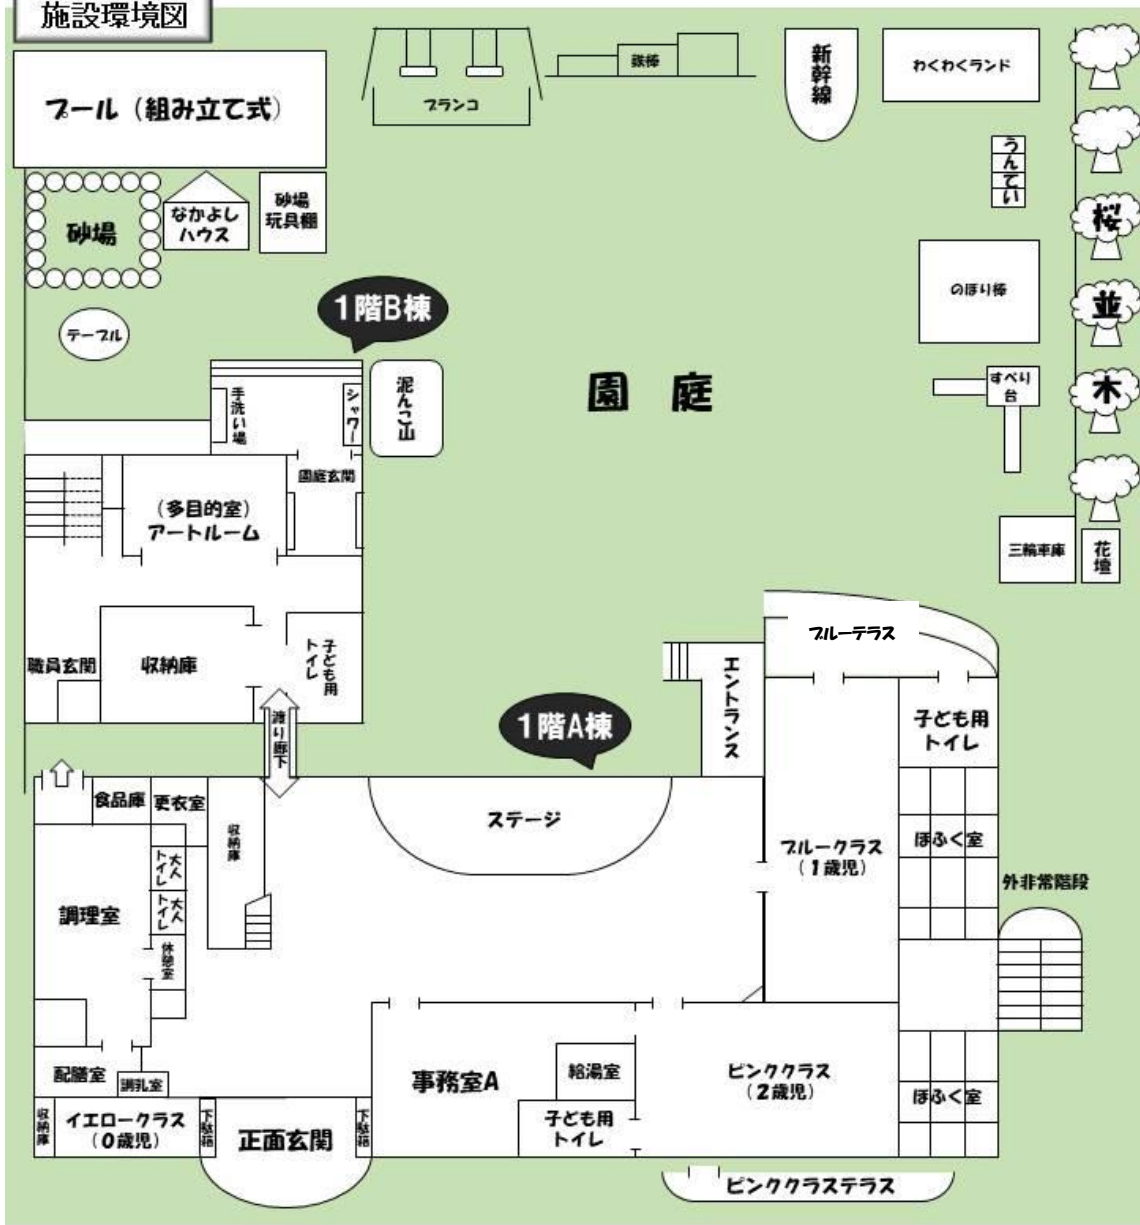 施設環境図
プール（組み立て式）
ブランコ
鉄棒
新幹線
わくわくランド
うんてい
砂場
なかよし
ハウス
砂場
玩具棚
桜並木
のぼり棒
テーブル
1階B棟
園庭
すべり
台
手洗い場
シャワー
泥んこ山
園庭玄関
（多目的室）
アートルーム
三輪車庫
花壇
職員玄関
収納庫
子ども用
トイレ
ブルーテラス
エントランス
渡り廊下
1階A棟
子ども用
トイレ
食品庫
更衣室
収納庫
ステージ
ブルークラス
（1歳児）
ほふく室
外非常階段
調理室
大人
トイレ
大人
トイレ
休憩室
配膳室
調乳室
事務室A
給湯室
ピンククラス
（2歳児）
ほふく室
収納庫
イエロークラス
（0歳児）
下駄箱
正面玄関
下駄箱
子ども用
トイレ
ピンククラステラス